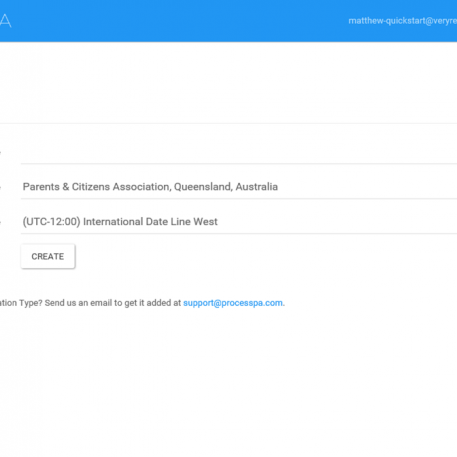 A
matthew-quickstart@veryre
Parents & Citizens Association, Queensland, Australia
(UTC-12:00) International Date Line West
CREATE
ation Type? Send us an email to get it added at support@processpa.com.